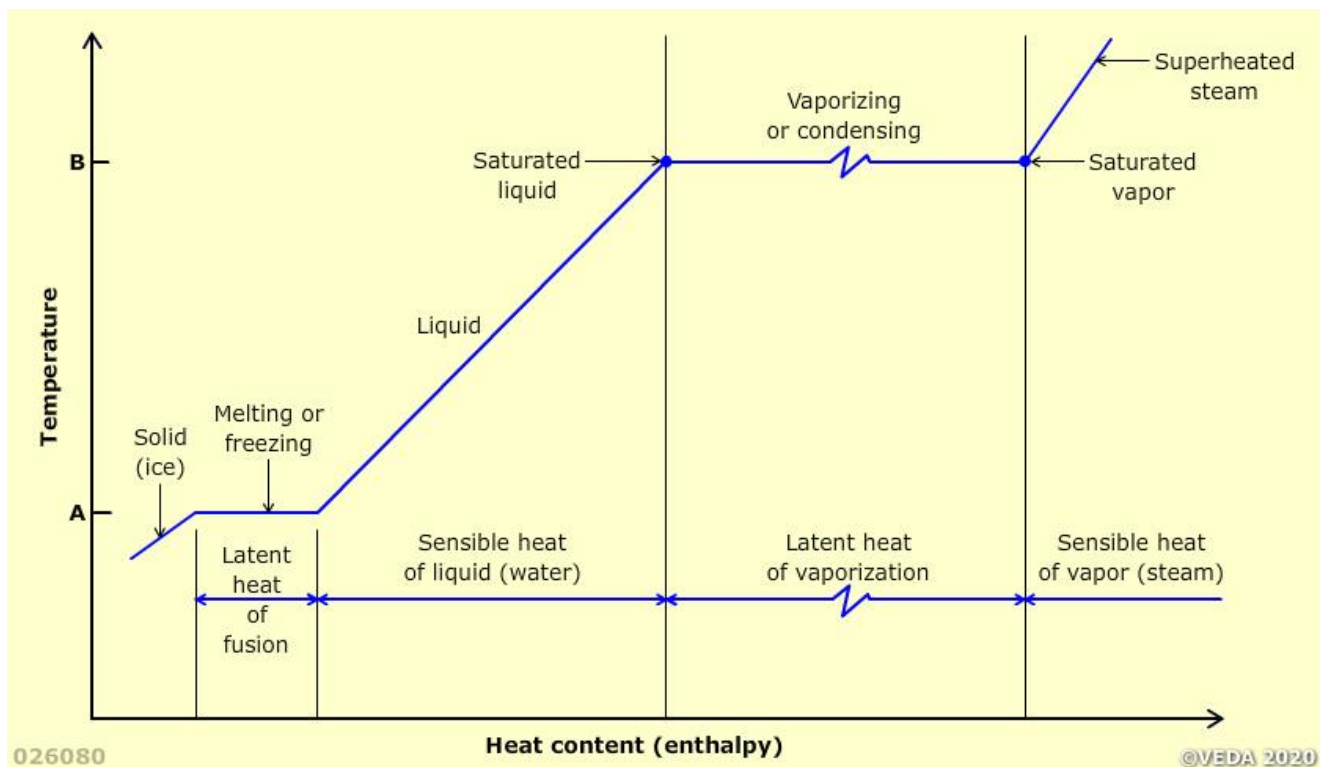 Superheated
steam
Vaporizing
or condensing
B
Saturated
liquid
Saturated
vapor
Temperature
Liquid
Melting or
freezing
Solid
(ice)
A
Latent
heat
of
fusion
Sensible heat
of liquid (water)
Latent heat
of vaporization
Sensible heat
of vapor (steam)
Heat content (enthalpy)
026080
©VEDA 2020